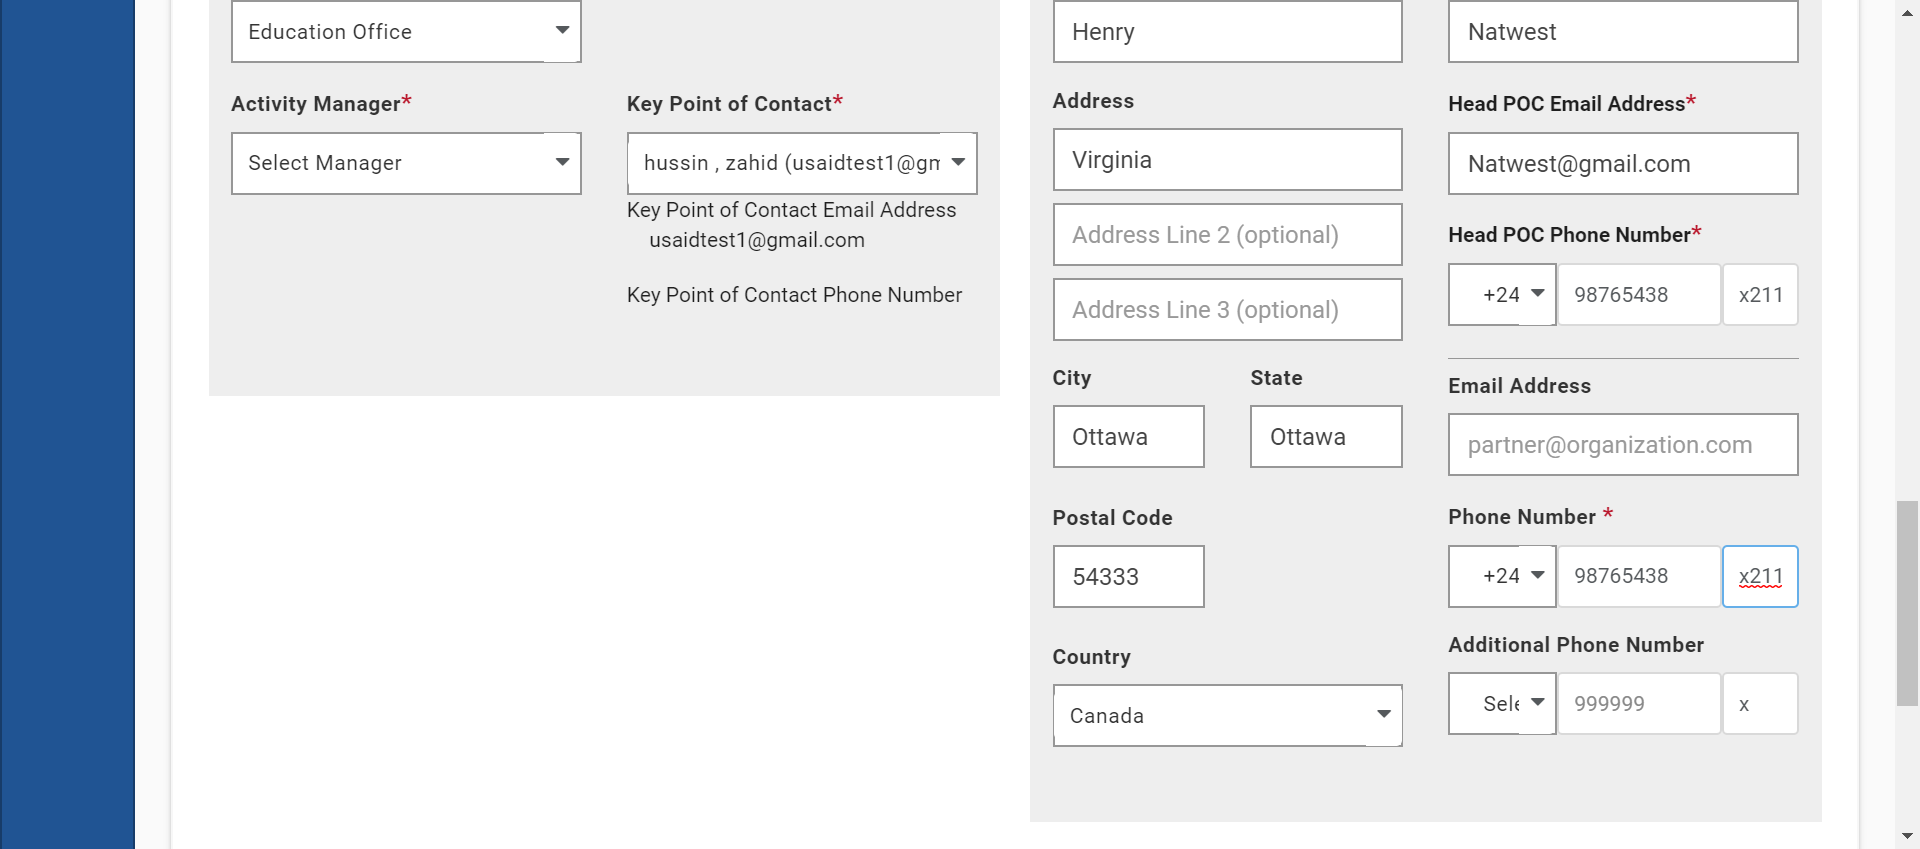 Education Office
Activity Manager*
Select Manager
Key Point of Contact*
hussin , zahid (usaidtest1@gm
Key Point of Contact Email Address
usaidtest1@gmail.com
Key Point of Contact Phone Number
Henry
Address
Virginia
Address Line 2 (optional)
Address Line 3 (optional)
City
State
Ottawa
Ottawa
Postal Code
54333
Country
Canada
Natwest
Head POC Email Address*
Natwest@gmail.com
Head POC Phone Number*
+24 98765438 x211
Email Address
partner@organization.com
Phone Number *
+24 98765438 x211
Additional Phone Number
Sele 999999 x